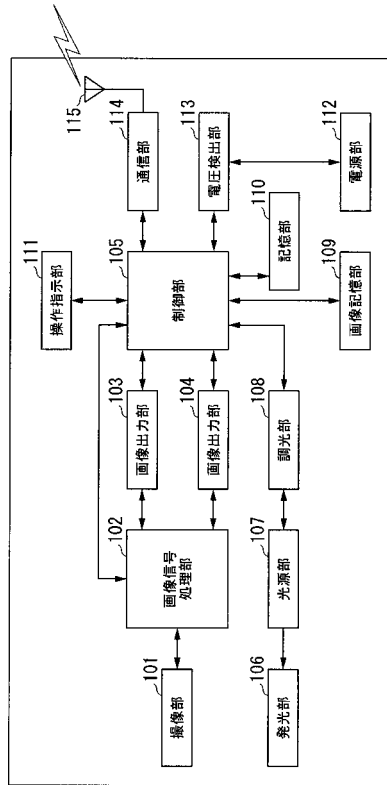 115
111
操作指示部
105
制御部
114
通信部
113
電圧検出部
112
電源部
110
記憶部
109
画像記憶部
103
画像出力部
104
画像出力部
108
調光部
102
画像信号
処理部
107
光源部
101
撮像部
106
発光部